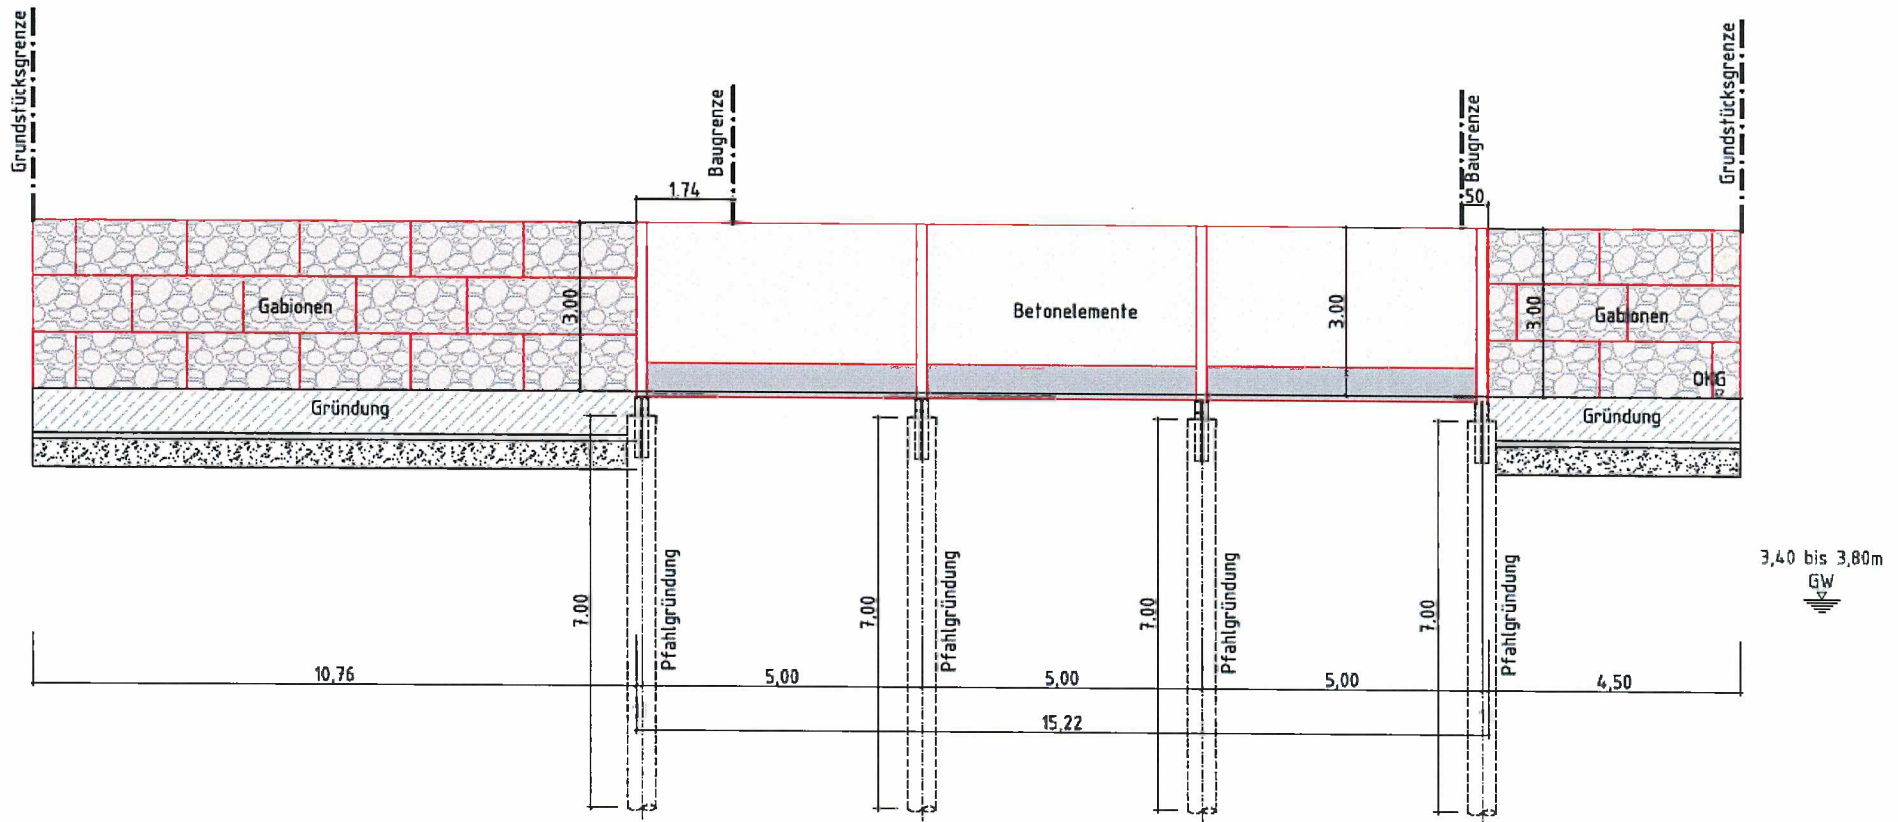 Grundstücksgrenze
Baugrenze
Baugrenze
Grundstücksgrenze
1.74
50
Gabionen
3.00
Betonelemente
3.00
3.00
Gabionen
OKG
Gründung
Gründung
7.00
Pfahlgründung
7,00
Pfahlgründung
7.00
Pfahlgründung
7.00
Pfahlgründung
3,40 bis 3,80m
GW
10,76
5,00
5,00
5,00
4,50
15,22